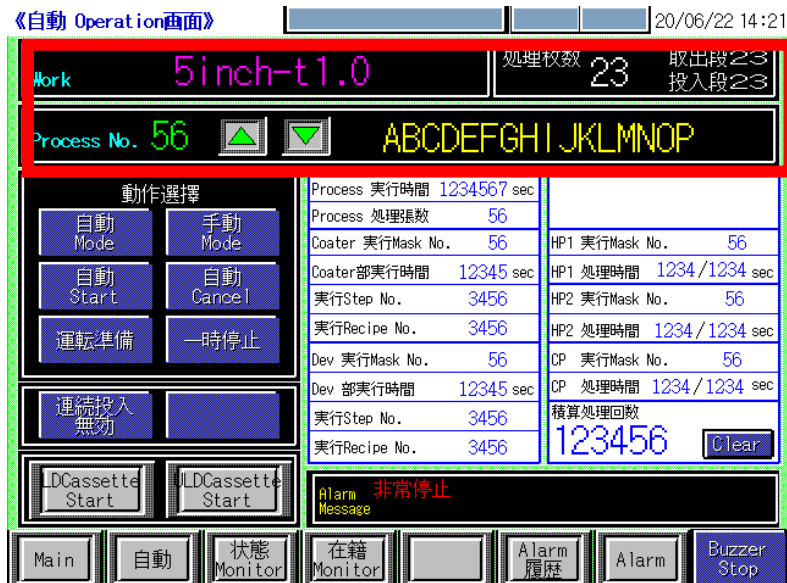 《自動 Operation画面》
20/06/22 14:21
Work 5inch-t1.0 処理枚数 23 取出段23
投入段23
Process No. 56 ABCDEFGHIJKLMNOP
動作選擇
自動 Mode
手動 Mode
自動 Start
自動 Cancel
運転準備
一時停止
連続投入 無効
LDCassette Start
ULDCassette Start
Process 実行時間 1234567 sec
Process 処理張数 56
Coater 実行Mask No. 56
Coater部実行時間 12345 sec
実行Step No. 3456
実行Recipe No. 3456
Dev 実行Mask No. 56
Dev 部実行時間 12345 sec
実行Step No. 3456
実行Recipe No. 3456
HP1 実行Mask No. 56
HP1 処理時間 1234/1234 sec
HP2 実行Mask No. 56
HP2 処理時間 1234/1234 sec
CP 実行Mask No. 56
CP 処理時間 1234/1234 sec
積算処理回数
123456 Clear
Alarm Message 非常停止
Main
自動
状態 Monitor
在籍 Monitor
Alarm 履歴
Alarm
Buzzer Stop